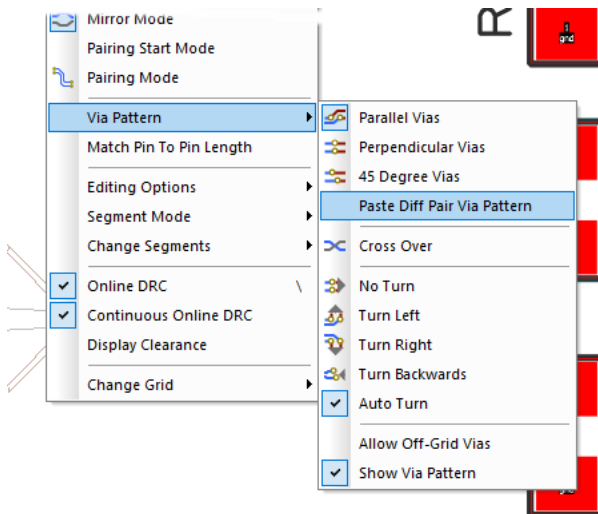 Mirror Mode
Pairing Start Mode
Pairing Mode
Via Pattern
Match Pin To Pin Length
Editing Options
Segment Mode
Change Segments
Online DRC \
Continuous Online DRC
Display Clearance
Change Grid
Parallel Vias
Perpendicular Vias
45 Degree Vias
Paste Diff Pair Via Pattern
Cross Over
No Turn
Turn Left
Turn Right
Turn Backwards
Auto Turn
Allow Off-Grid Vias
Show Via Pattern
R
1
gnd